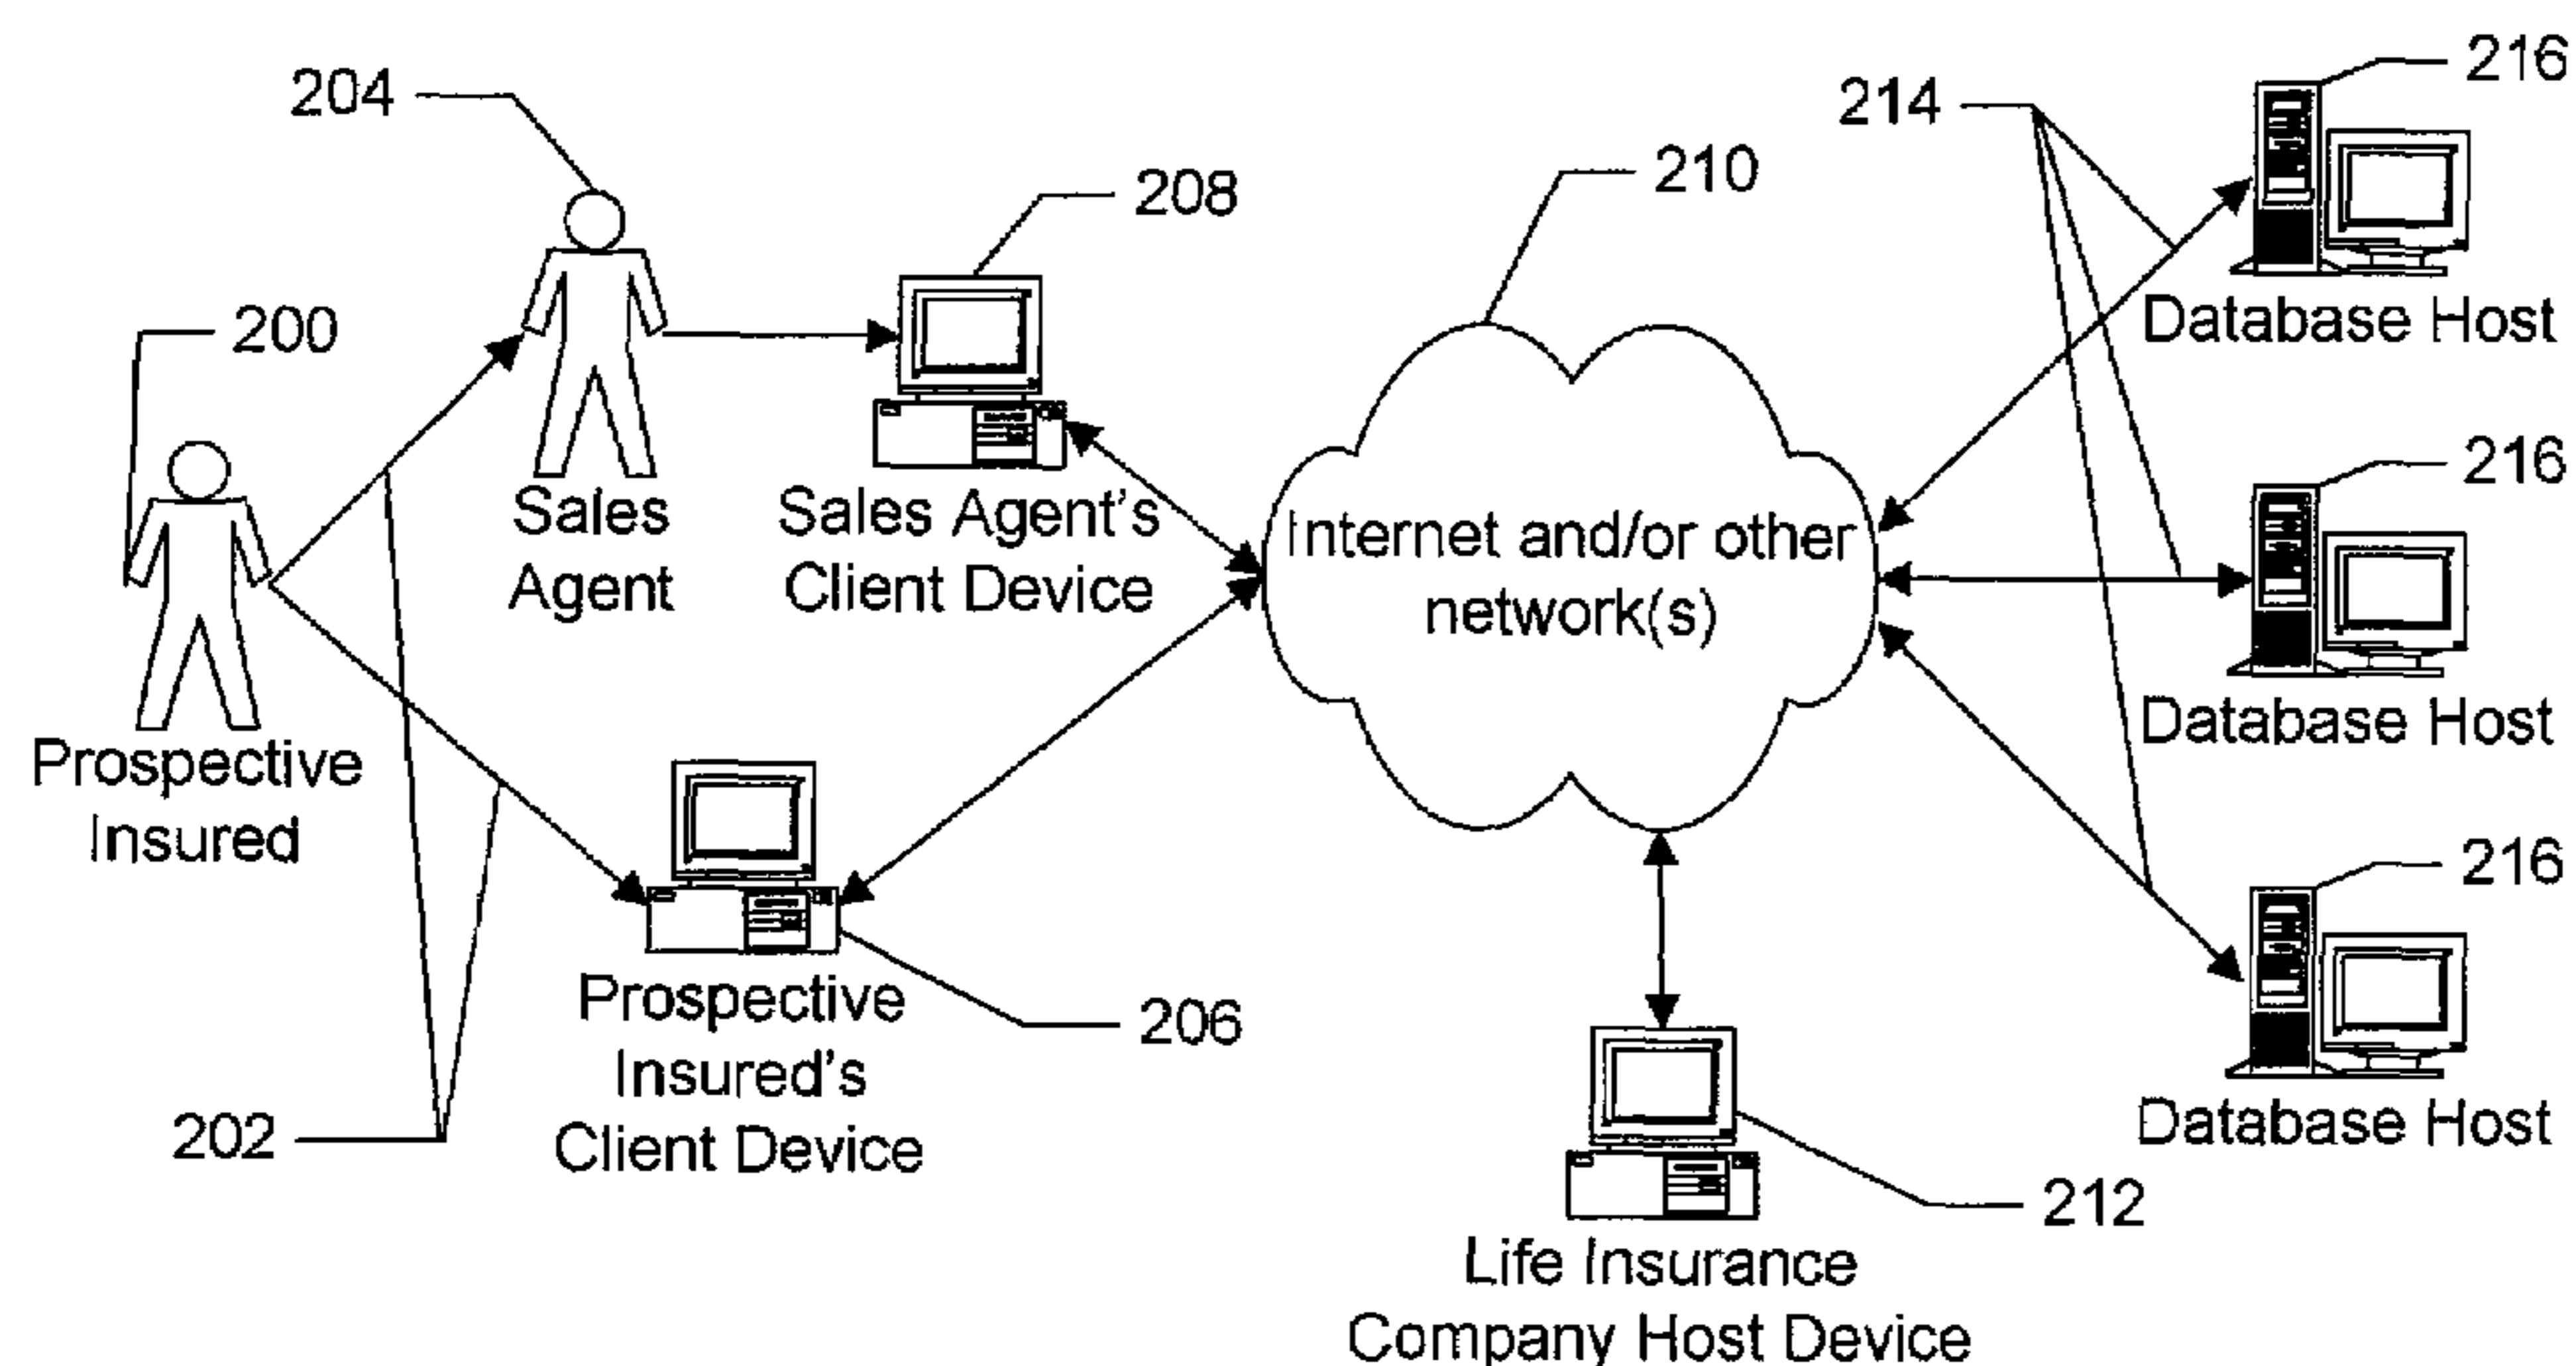 204
216
214
208
210
200
Database Host
Sales
Agent
Sales Agent's
Client Device
Internet and/or other
network(s)
216
Prospective
Insured
Database Host
Prospective
Insured's
Client Device
206
202
216
Database Host
212
Life Insurance
Company Host Device